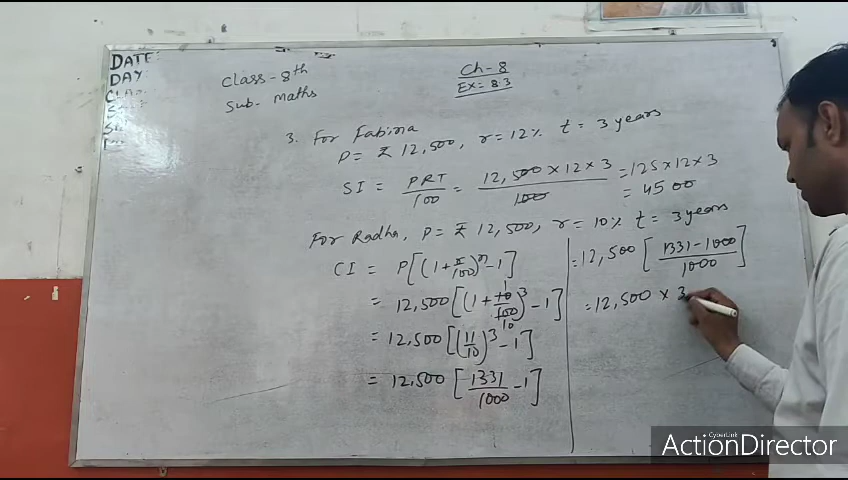 DATE:
DAY
Class - 8th
Sub - maths
Ch - 8
Ex = 8.3
3. For Fabina
P = ₹ 12,500, r = 12% t = 3 years
SI = PRT/100 = 12,500 × 12 × 3/100 = 125 × 12 × 3
= 4500
For Radha, P = ₹ 12,500, r = 10% t = 3 years
CI = P[(1 + r/100)^n - 1]
= 12,500[(1 + 10/100)^3 - 1]
= 12,500[(11/10)^3 - 1]
= 12,500[1331/1000 - 1]
= 12,500[1331 - 1000/1000]
= 12,500 × 3
CyberLink
ActionDirector